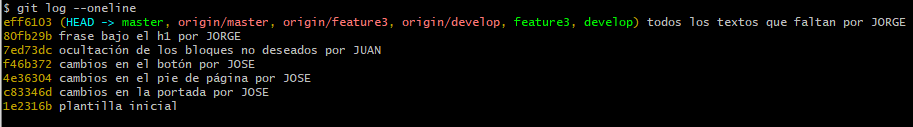 $ git log --oneline
eff6103 (HEAD -> master, origin/master, origin/feature3, origin/develop, feature3, develop) todos los textos que faltan por JORGE
80fb29b frase bajo el h1 por JORGE
7ed73dc ocultación de los bloques no deseados por JUAN
f46b372 cambios en el botón por JOSE
4e36304 cambios en el pie de página por JOSE
c83346d cambios en la portada por JOSE
1e2316b plantilla inicial